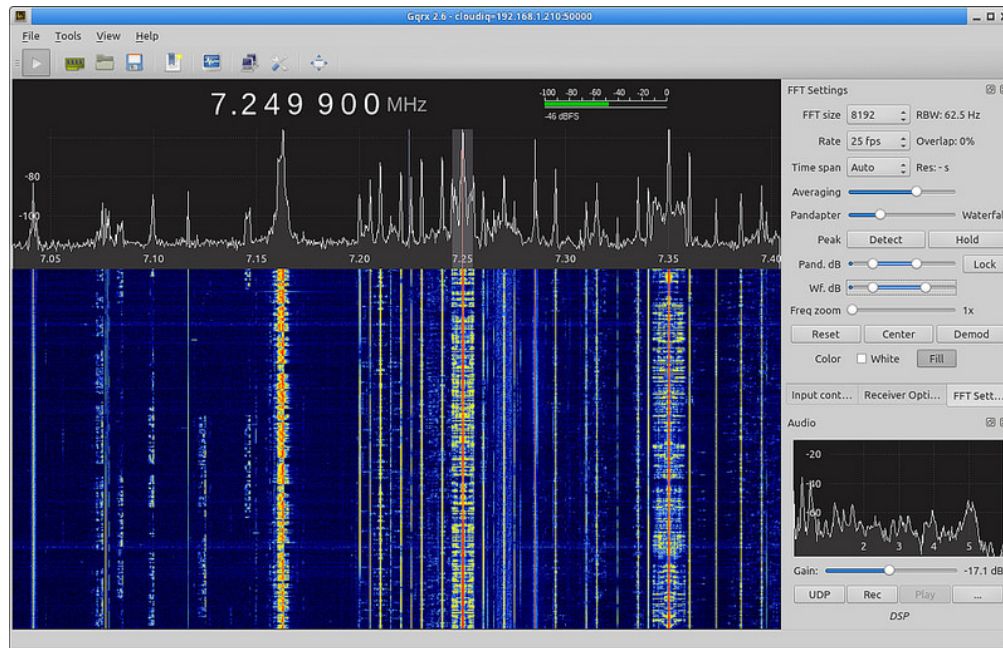 Gqrx 2.6 - cloudiq=192.168.1.210:50000
File Tools View Help
7.249 900 MHz
-100 -80 -60 -40 -20 0
-46 dBFS
-80
-100
7.05 7.10 7.15 7.20 7.25 7.30 7.35 7.40
FFT Settings
FFT size 8192 RBW: 62.5 Hz
Rate 25 fps Overlap: 0%
Time span Auto Res: - s
Averaging
Pandapter Waterfal
Peak Detect Hold
Pand. dB Lock
Wf. dB
Freq zoom 1x
Reset Center Demod
Color White Fill
Input cont... Receiver Opti... FFT Sett...
Audio
-20
-40
-60
2 3 4 5
Gain: -17.1 dB
UDP Rec Play ...
DSP